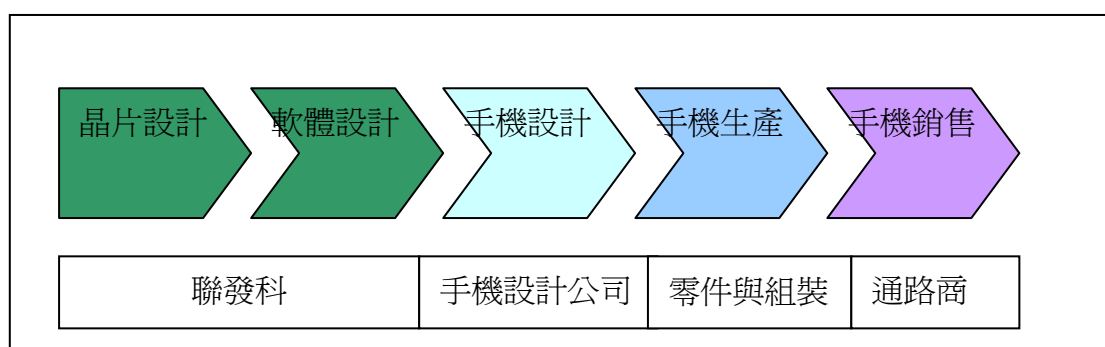 晶片設計
軟體設計
手機設計
手機生產
手機銷售
聯發科
手機設計公司
零件與組裝
通路商